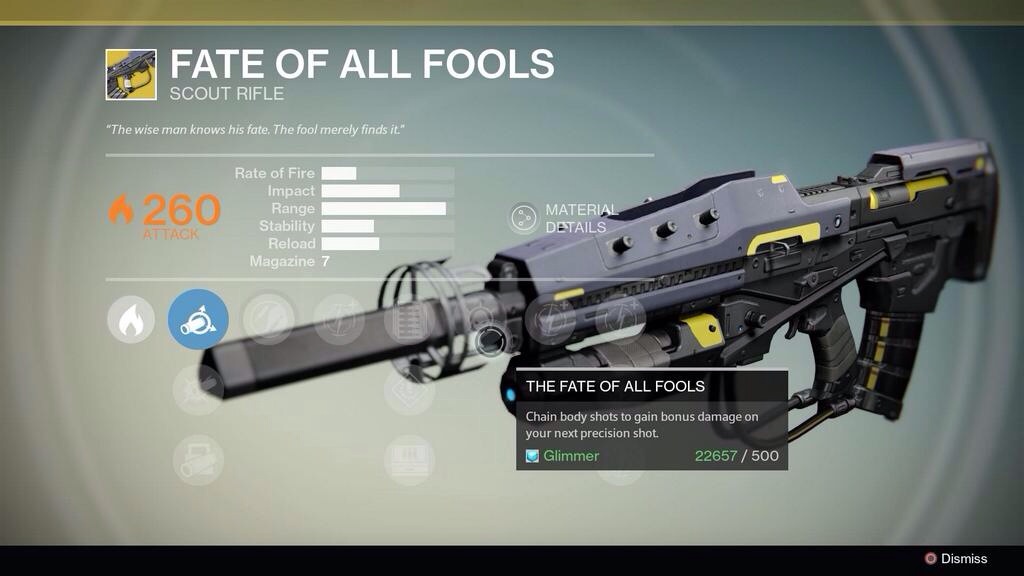 FATE OF ALL FOOLS
SCOUT RIFLE
"The wise man knows his fate. The fool merely finds it."
260
ATTACK
Rate of Fire
Impact
Range
Stability
Reload
Magazine 7
MATERIAL
DETAILS
THE FATE OF ALL FOOLS
Chain body shots to gain bonus damage on
your next precision shot.
Glimmer 22657 / 500
Dismiss